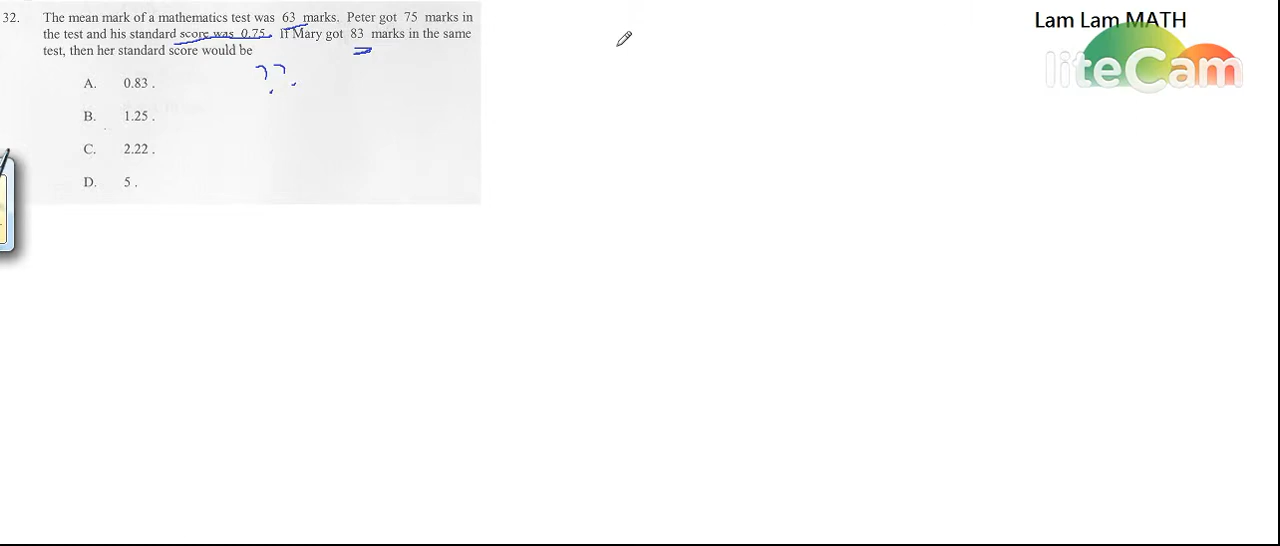 32. The mean mark of a mathematics test was 63 marks. Peter got 75 marks in
the test and his standard score was 0.75. If Mary got 83 marks in the same
test, then her standard score would be
??
A. 0.83 .
B. 1.25 .
C. 2.22 .
D. 5 .
Lam Lam MATH
liteCam